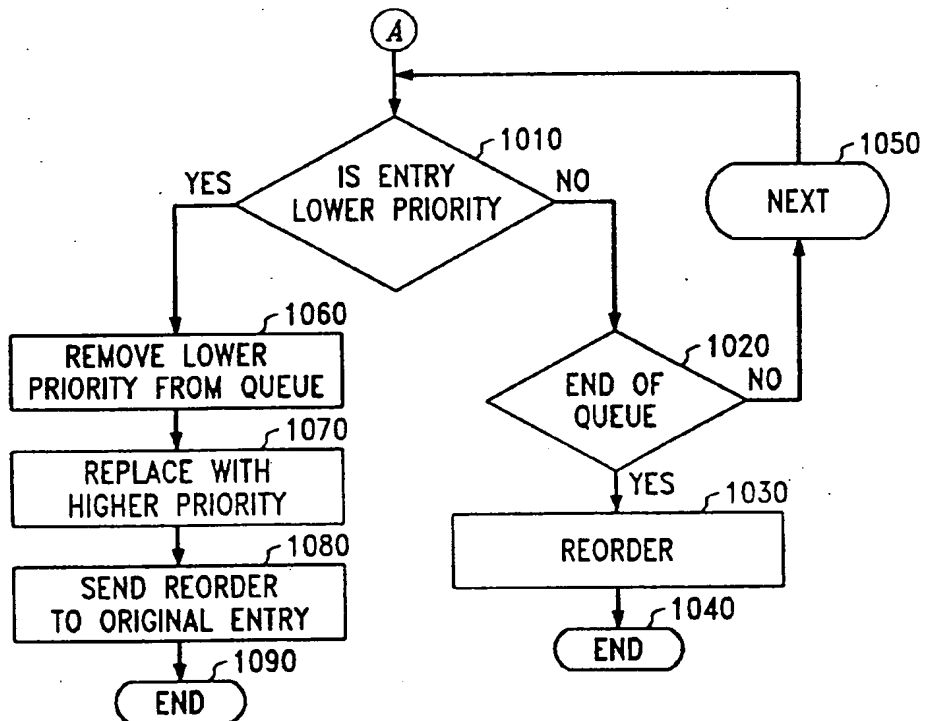 A
1010
IS ENTRY
LOWER PRIORITY
YES
NO
1050
NEXT
1060
REMOVE LOWER
PRIORITY FROM QUEUE
1070
REPLACE WITH
HIGHER PRIORITY
1080
SEND REORDER
TO ORIGINAL ENTRY
1090
END
1020
END OF
QUEUE
NO
YES
1030
REORDER
1040
END